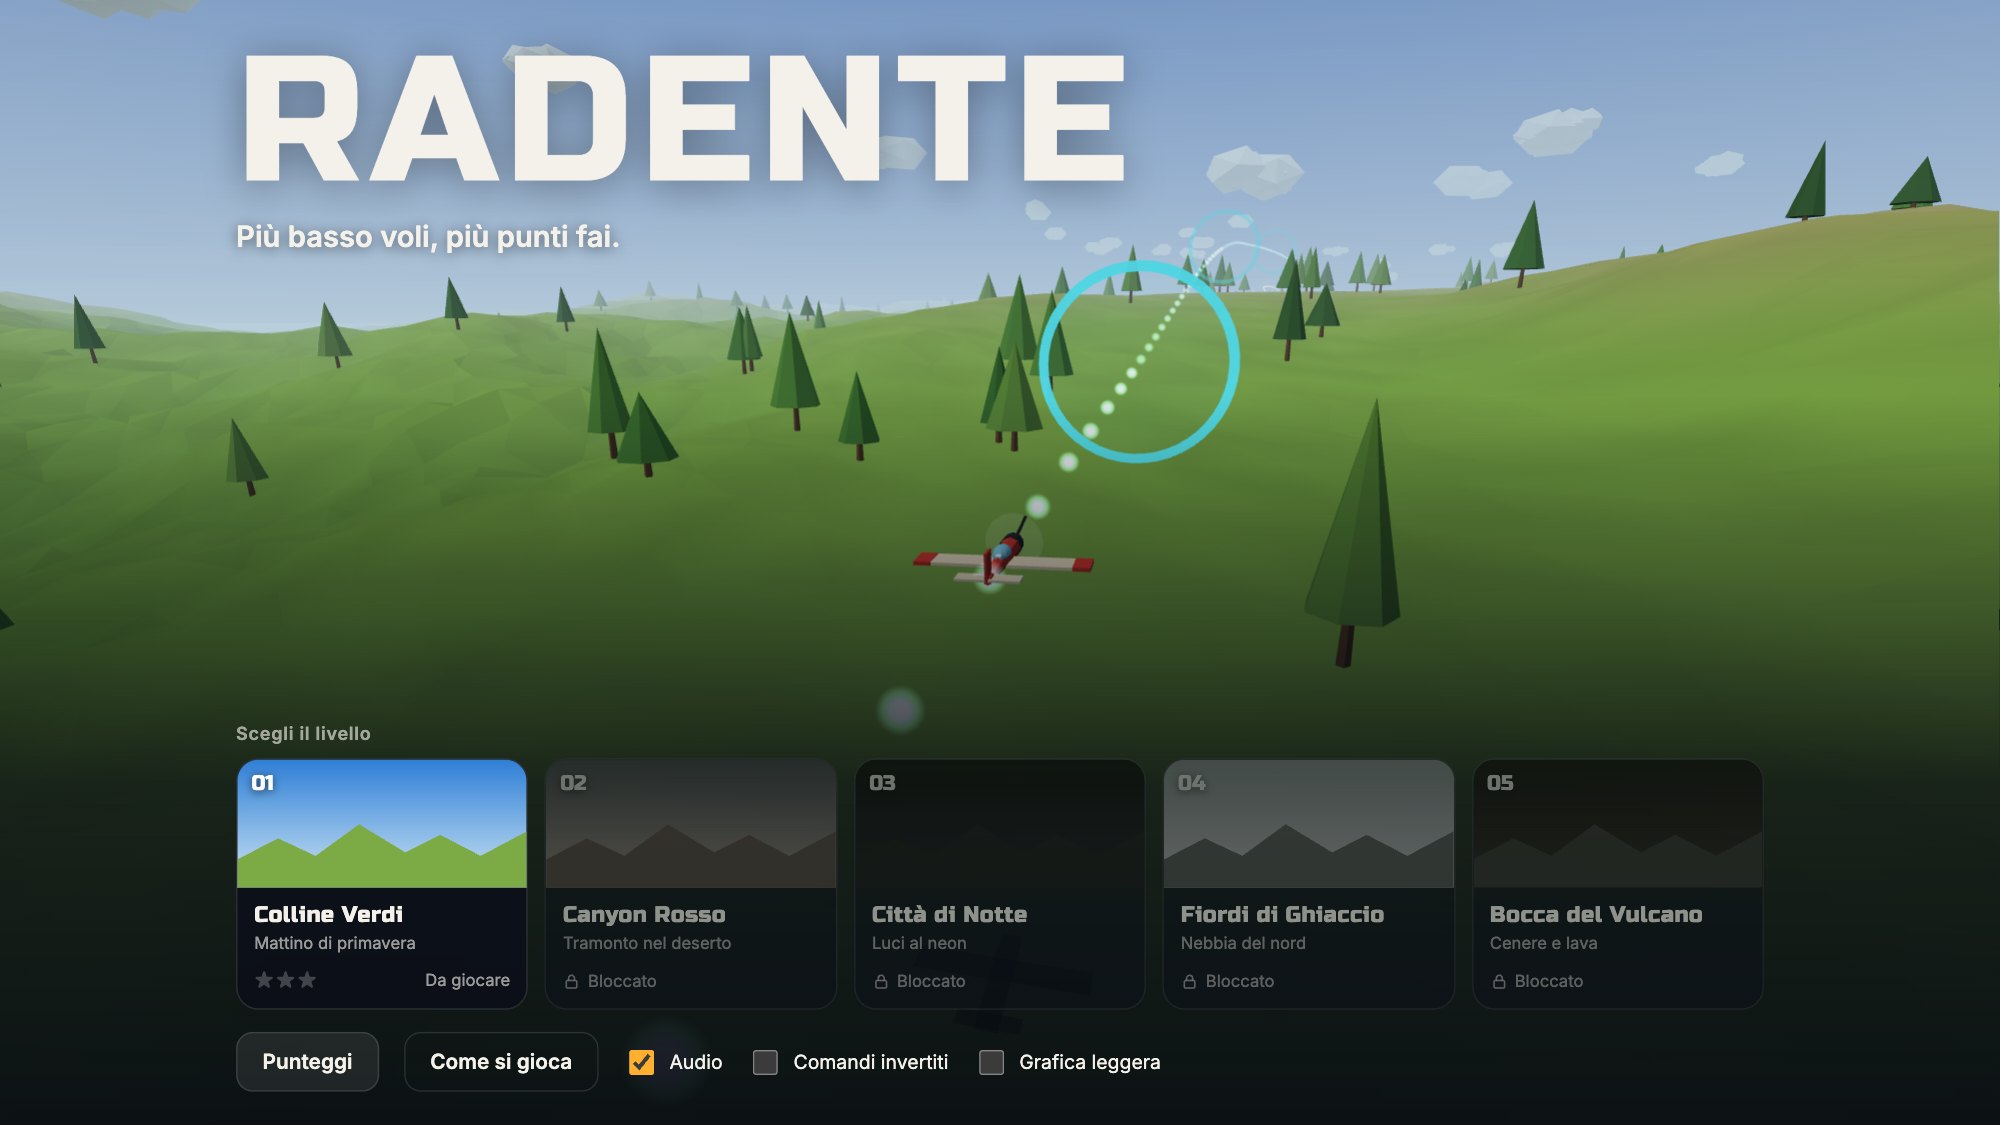 RADENTE
Più basso voli, più punti fai.
Scegli il livello
01
Colline Verdi
Mattino di primavera
Da giocare
02
Canyon Rosso
Tramonto nel deserto
Bloccato
03
Città di Notte
Luci al neon
Bloccato
04
Fiordi di Ghiaccio
Nebbia del nord
Bloccato
05
Bocca del Vulcano
Cenere e lava
Bloccato
Punteggi
Come si gioca
Audio
Comandi invertiti
Grafica leggera